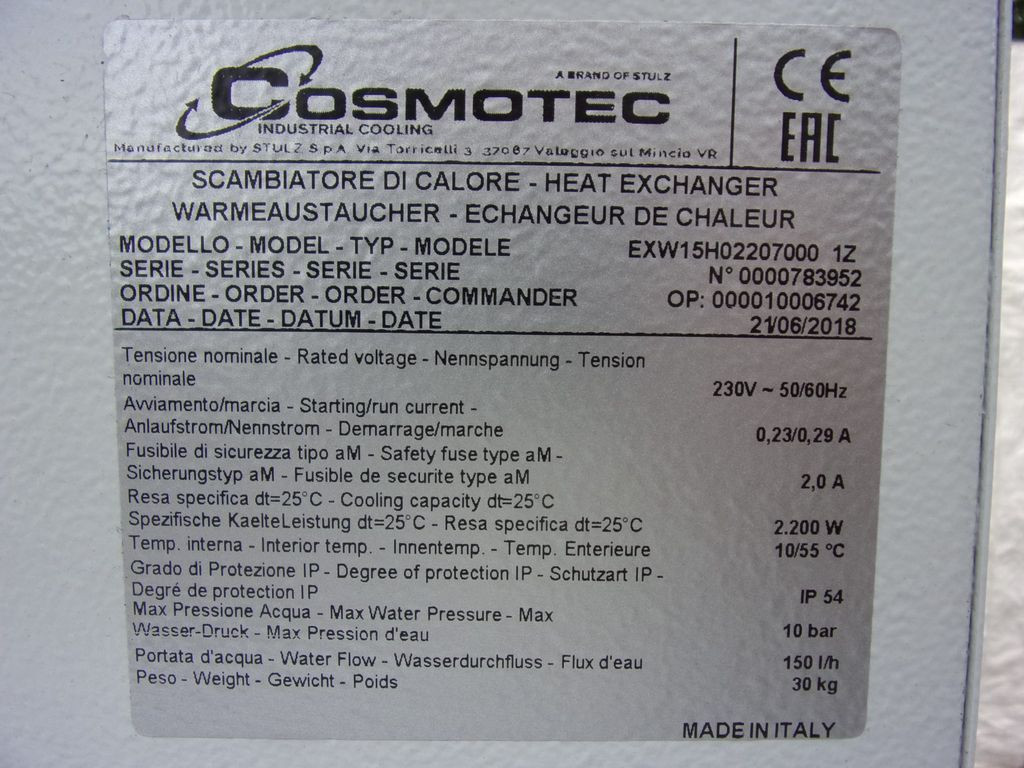 A BRAND OF STULZ
COSMOTEC
INDUSTRIAL COOLING
Manufactured by STULZ S.p.A. Via Torricelli 3 37067 Valeggio sul Mincio VR
CE
EAC
SCAMBIATORE DI CALORE - HEAT EXCHANGER
WARMEAUSTAUCHER - ECHANGEUR DE CHALEUR
MODELLO - MODEL - TYP - MODELE EXW15H02207000 1Z
SERIE - SERIES - SERIE - SERIE N° 0000783952
ORDINE - ORDER - ORDER - COMMANDER OP: 000010006742
DATA - DATE - DATUM - DATE 21/06/2018
Tensione nominale - Rated voltage - Nennspannung - Tension
nominale 230V ~ 50/60Hz
Avviamento/marcia - Starting/run current -
Anlaufstrom/Nennstrom - Demarrage/marche 0,23/0,29 A
Fusibile di sicurezza tipo aM - Safety fuse type aM -
Sicherungstyp aM - Fusible de securite type aM 2,0 A
Resa specifica dt=25°C - Cooling capacity dt=25°C
Spezifische KaelteLeistung dt=25°C - Resa specifica dt=25°C 2.200 W
Temp. interna - Interior temp. - Innentemp. - Temp. Enterieure 10/55 °C
Grado di Protezione IP - Degree of protection IP - Schutzart IP -
Degré de protection IP IP 54
Max Pressione Acqua - Max Water Pressure - Max
Wasser-Druck - Max Pression d'eau 10 bar
Portata d'acqua - Water Flow - Wasserdurchfluss - Flux d'eau 150 l/h
Peso - Weight - Gewicht - Poids 30 kg
MADE IN ITALY